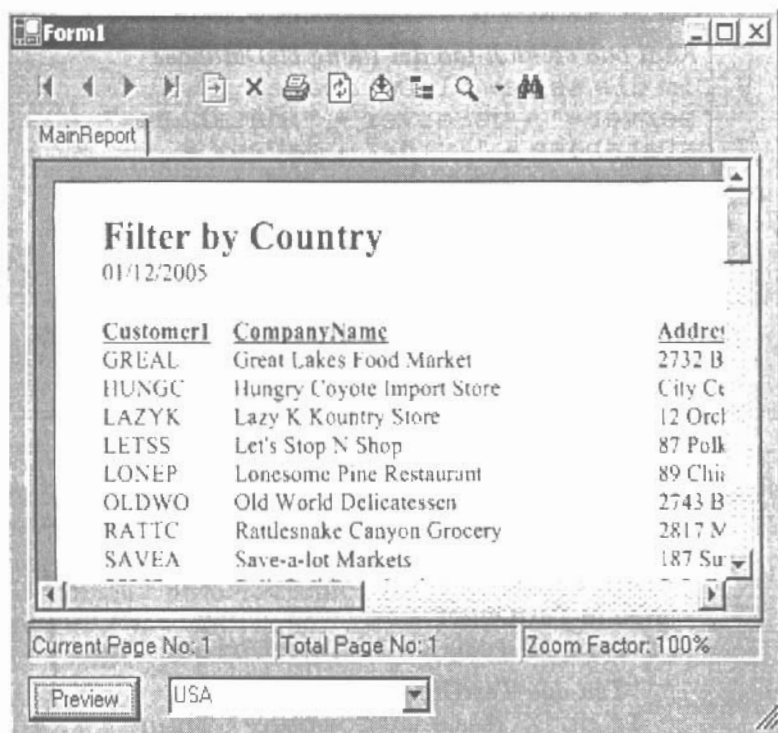 Form1
MainReport
Filter by Country
01/12/2005
Customer1 CompanyName Addres
GREAL Great Lakes Food Market 2732 B
HUNGC Hungry Coyote Import Store City Ce
LAZYK Lazy K Kountry Store 12 Orcl
LETSS Let's Stop N Shop 87 Polk
LONEP Lonesome Pine Restaurant 89 Chia
OLDWO Old World Delicatessen 2743 B
RATTC Rattlesnake Canyon Grocery 2817 M
SAVEA Save-a-lot Markets 187 Su
Current Page No: 1 Total Page No: 1 Zoom Factor: 100%
Preview USA